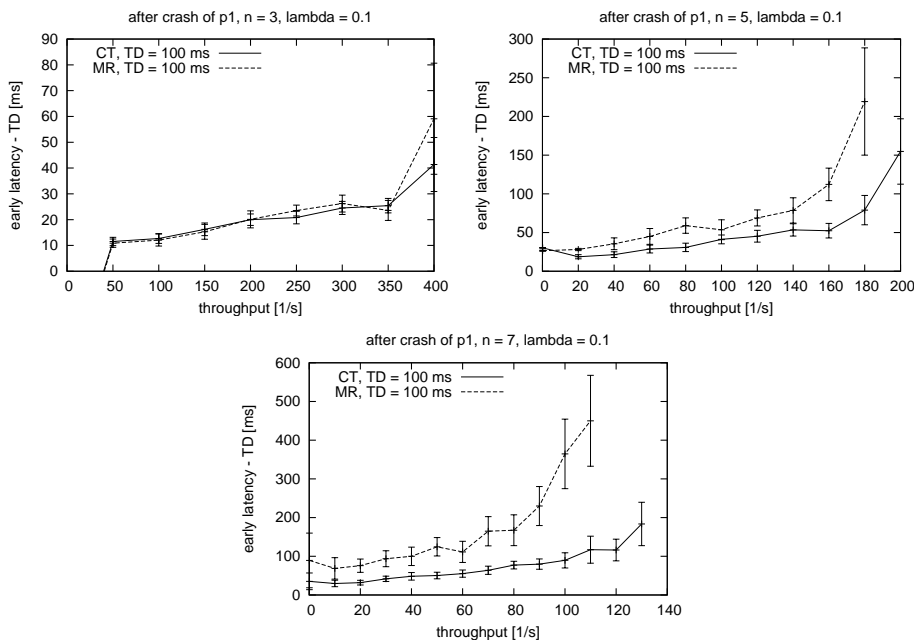 after crash of p1, n = 3, lambda = 0.1
90
80
70
60
50
40
30
20
10
0
early latency - TD [ms]
CT, TD = 100 ms
MR, TD = 100 ms
0 50 100 150 200 250 300 350 400
throughput [1/s]
after crash of p1, n = 5, lambda = 0.1
300
250
200
150
100
50
0
early latency - TD [ms]
CT, TD = 100 ms
MR, TD = 100 ms
0 20 40 60 80 100 120 140 160 180 200
throughput [1/s]
after crash of p1, n = 7, lambda = 0.1
600
500
400
300
200
100
0
early latency - TD [ms]
CT, TD = 100 ms
MR, TD = 100 ms
0 20 40 60 80 100 120 140
throughput [1/s]